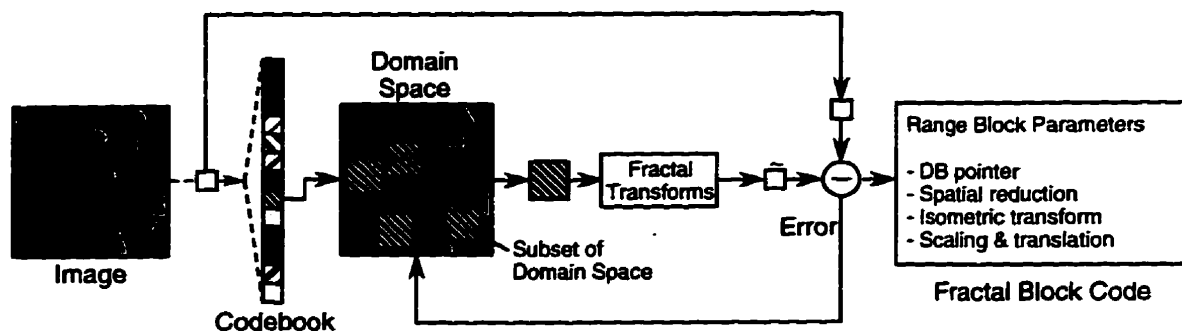 Image
Codebook
Domain
Space
Subset of
Domain Space
Fractal
Transforms
~
−
Error
Range Block Parameters
- DB pointer
- Spatial reduction
- Isometric transform
- Scaling & translation
Fractal Block Code